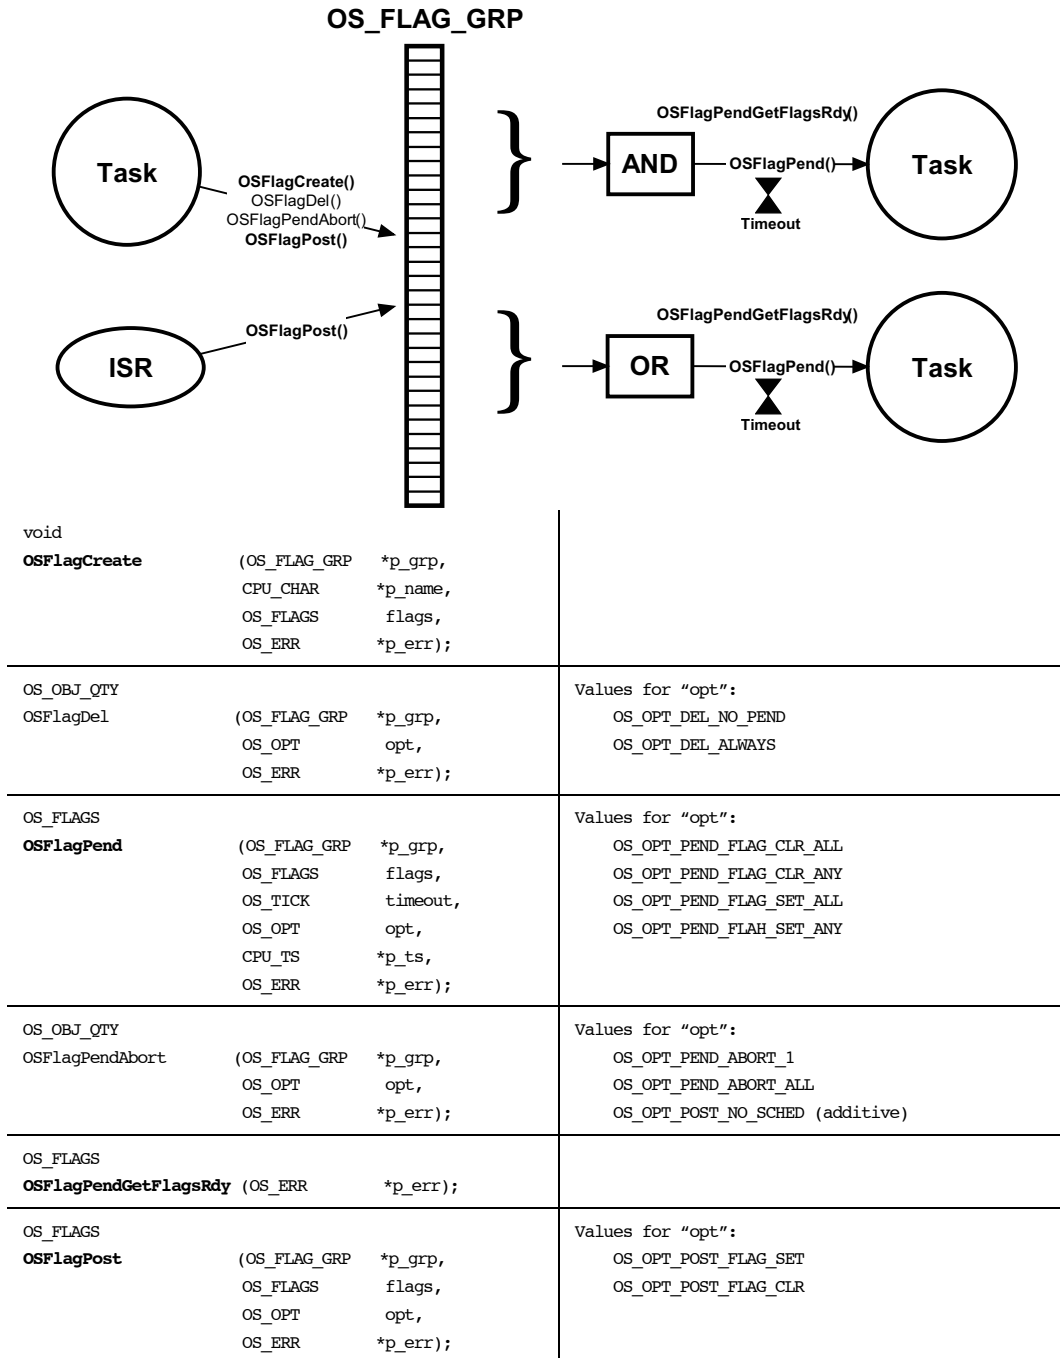 OS_FLAG_GRP
Task
OSFlagCreate()
OSFlagDel()
OSFlagPendAbort()
OSFlagPost()
ISR
OSFlagPost()
OSFlagPendGetFlagsRdy()
AND
OSFlagPend()
Timeout
Task
OSFlagPendGetFlagsRdy()
OR
OSFlagPend()
Timeout
Task
void
OSFlagCreate (OS_FLAG_GRP *p_grp,
CPU_CHAR *p_name,
OS_FLAGS flags,
OS_ERR *p_err);
OS_OBJ_QTY Values for “opt”:
OSFlagDel (OS_FLAG_GRP *p_grp, OS_OPT_DEL_NO_PEND
OS_OPT opt, OS_OPT_DEL_ALWAYS
OS_ERR *p_err);
OS_FLAGS Values for “opt”:
OSFlagPend (OS_FLAG_GRP *p_grp, OS_OPT_PEND_FLAG_CLR_ALL
OS_FLAGS flags, OS_OPT_PEND_FLAG_CLR_ANY
OS_TICK timeout, OS_OPT_PEND_FLAG_SET_ALL
OS_OPT opt, OS_OPT_PEND_FLAH_SET_ANY
CPU_TS *p_ts,
OS_ERR *p_err);
OS_OBJ_QTY Values for “opt”:
OSFlagPendAbort (OS_FLAG_GRP *p_grp, OS_OPT_PEND_ABORT_1
OS_OPT opt, OS_OPT_PEND_ABORT_ALL
OS_ERR *p_err); OS_OPT_POST_NO_SCHED (additive)
OS_FLAGS
OSFlagPendGetFlagsRdy (OS_ERR *p_err);
OS_FLAGS Values for “opt”:
OSFlagPost (OS_FLAG_GRP *p_grp, OS_OPT_POST_FLAG_SET
OS_FLAGS flags, OS_OPT_POST_FLAG_CLR
OS_OPT opt,
OS_ERR *p_err);